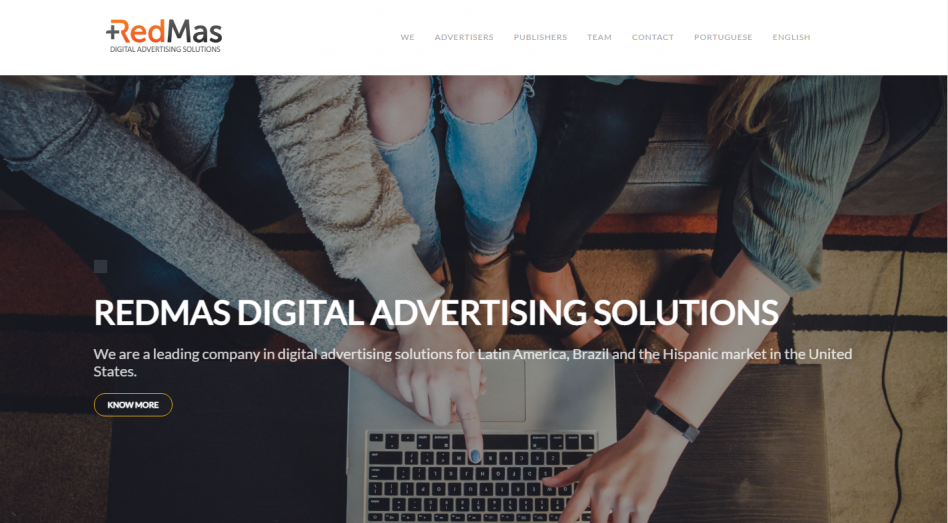 +RedMas
DIGITAL ADVERTISING SOLUTIONS
WE ADVERTISERS PUBLISHERS TEAM CONTACT PORTUGUESE ENGLISH
REDMAS DIGITAL ADVERTISING SOLUTIONS
We are a leading company in digital advertising solutions for Latin America, Brazil and the Hispanic market in the United
States.
KNOW MORE